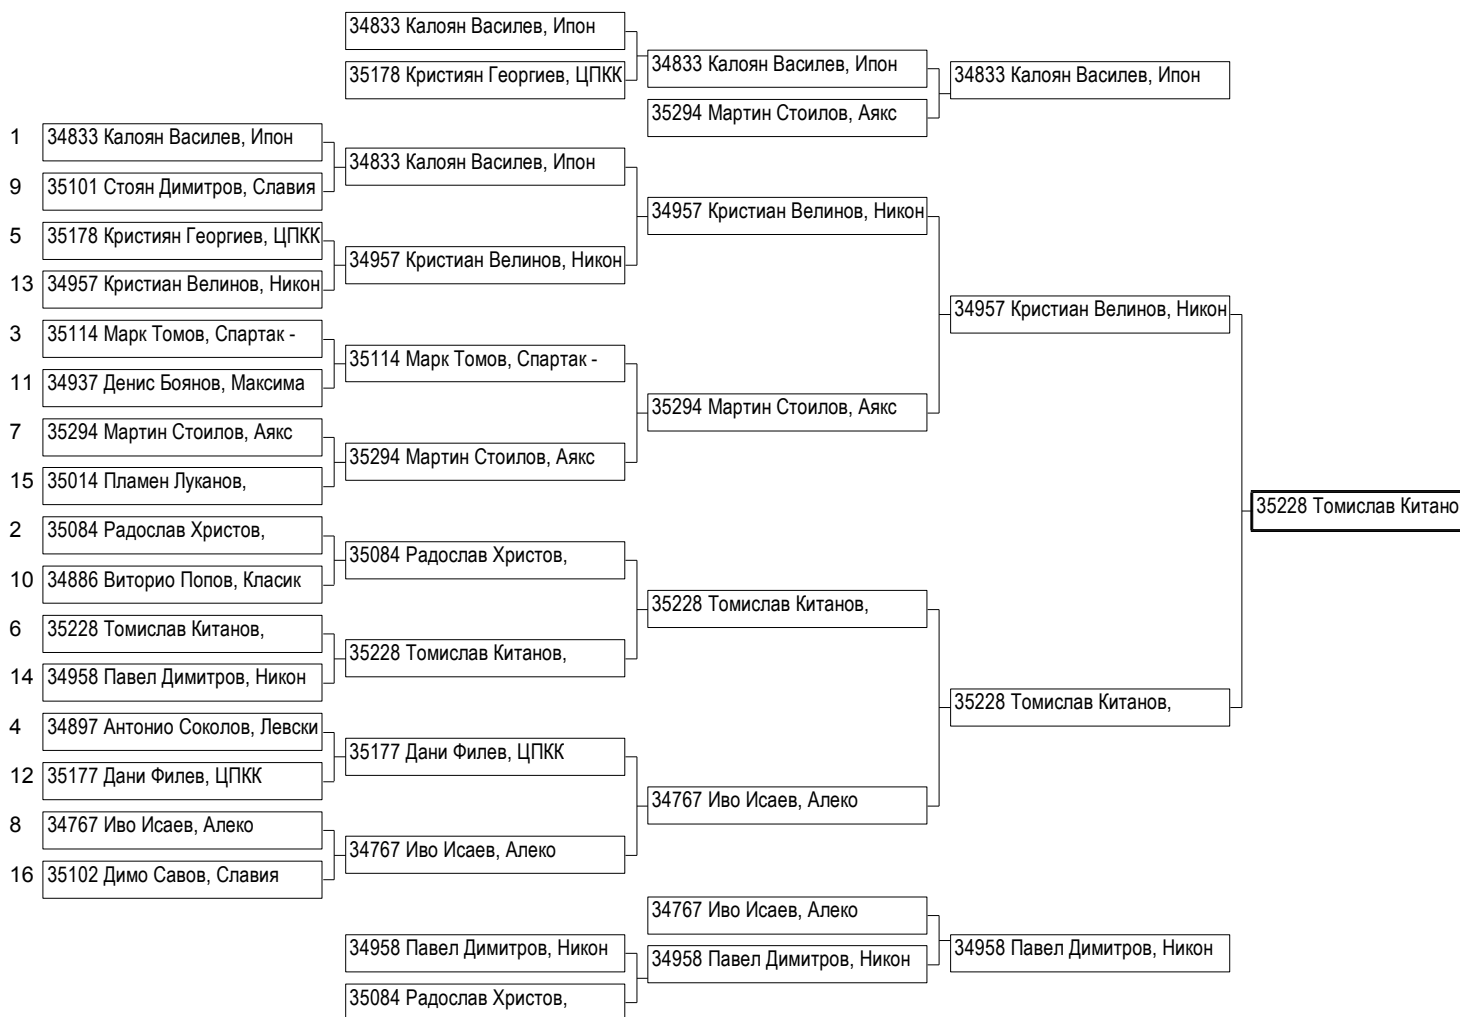 34833 Калоян Василев, Ипон
35178 Кристиян Георгиев, ЦПКК
34833 Калоян Василев, Ипон
35294 Мартин Стоилов, Аякс
34833 Калоян Василев, Ипон
1 34833 Калоян Василев, Ипон
9 35101 Стоян Димитров, Славия
5 35178 Кристиян Георгиев, ЦПКК
13 34957 Кристиан Велинов, Никон
3 35114 Марк Томов, Спартак -
11 34937 Денис Боянов, Максима
7 35294 Мартин Стоилов, Аякс
15 35014 Пламен Луканов,
2 35084 Радослав Христов,
10 34886 Виторио Попов, Класик
6 35228 Томислав Китанов,
14 34958 Павел Димитров, Никон
4 34897 Антонио Соколов, Левски
12 35177 Дани Филев, ЦПКК
8 34767 Иво Исаев, Алеко
16 35102 Димо Савов, Славия
34833 Калоян Василев, Ипон
34957 Кристиан Велинов, Никон
35114 Марк Томов, Спартак -
35294 Мартин Стоилов, Аякс
35084 Радослав Христов,
35228 Томислав Китанов,
35177 Дани Филев, ЦПКК
34767 Иво Исаев, Алеко
34957 Кристиан Велинов, Никон
35294 Мартин Стоилов, Аякс
35228 Томислав Китанов,
34767 Иво Исаев, Алеко
34957 Кристиан Велинов, Никон
35228 Томислав Китанов,
35228 Томислав Китано
34958 Павел Димитров, Никон
35084 Радослав Христов,
34767 Иво Исаев, Алеко
34958 Павел Димитров, Никон
34958 Павел Димитров, Никон